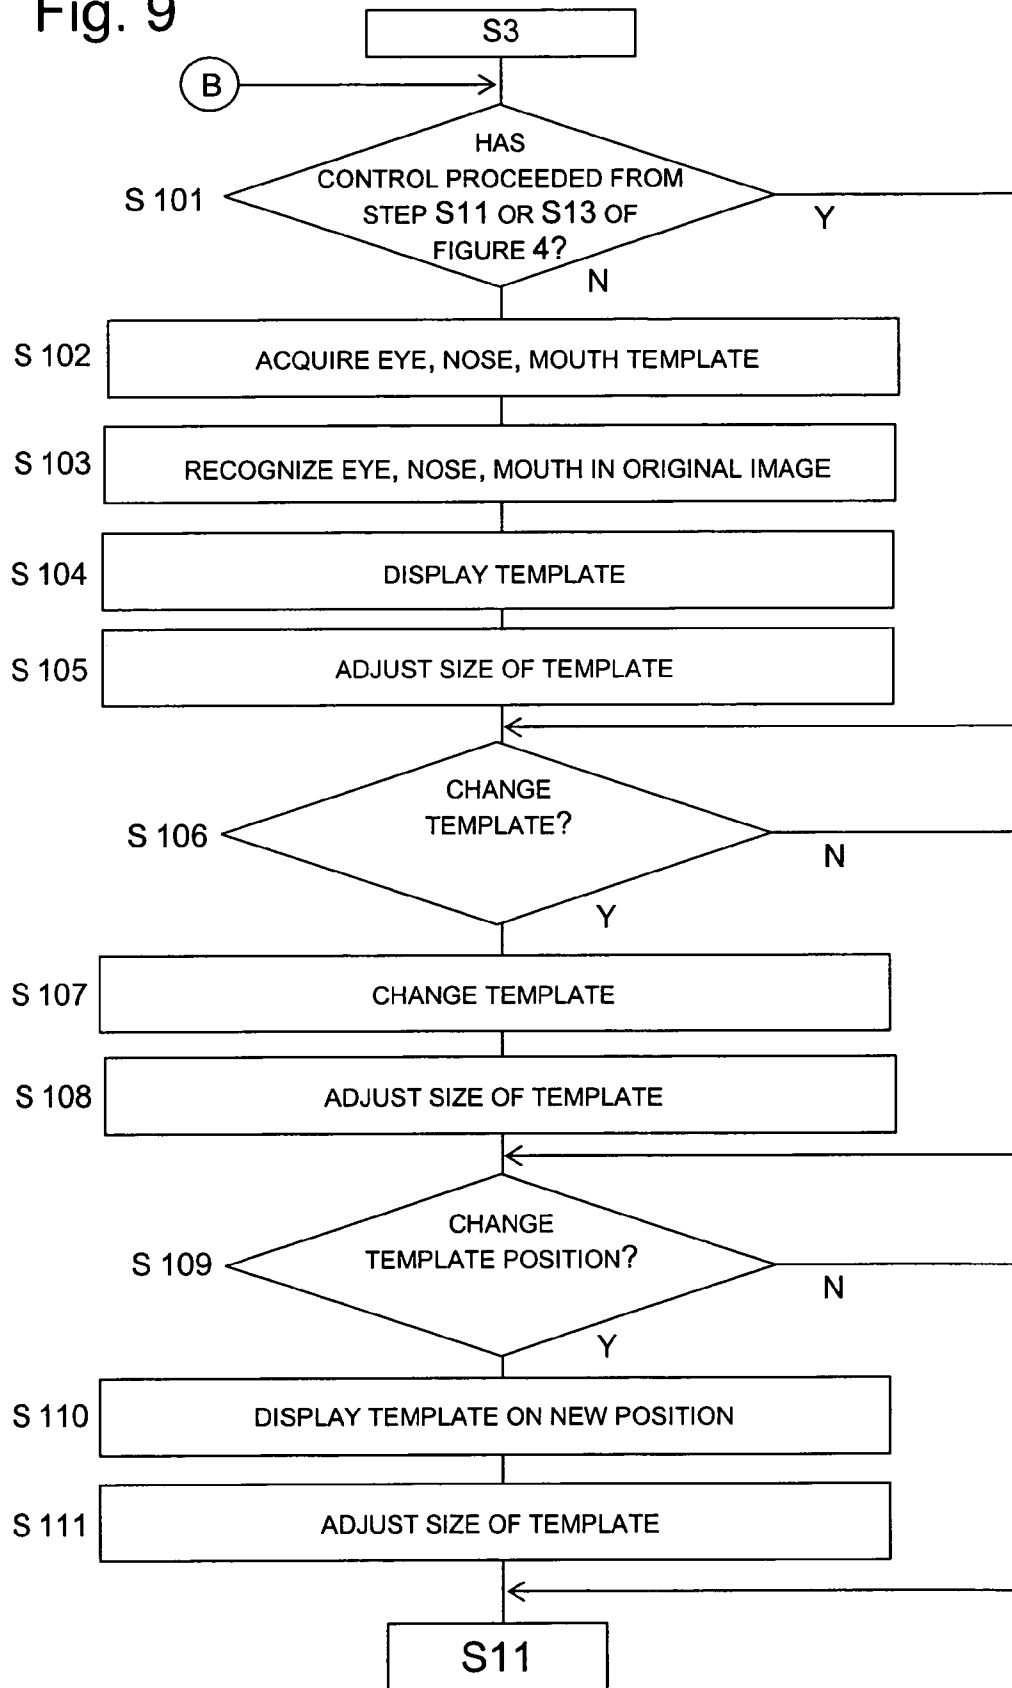 Fig. 9
S3
B
HAS
CONTROL PROCEEDED FROM
STEP S11 OR S13 OF
FIGURE 4?
S 101
Y
N
S 102
ACQUIRE EYE, NOSE, MOUTH TEMPLATE
S 103
RECOGNIZE EYE, NOSE, MOUTH IN ORIGINAL IMAGE
S 104
DISPLAY TEMPLATE
S 105
ADJUST SIZE OF TEMPLATE
CHANGE
TEMPLATE?
S 106
N
Y
S 107
CHANGE TEMPLATE
S 108
ADJUST SIZE OF TEMPLATE
CHANGE
TEMPLATE POSITION?
S 109
N
Y
S 110
DISPLAY TEMPLATE ON NEW POSITION
S 111
ADJUST SIZE OF TEMPLATE
S11